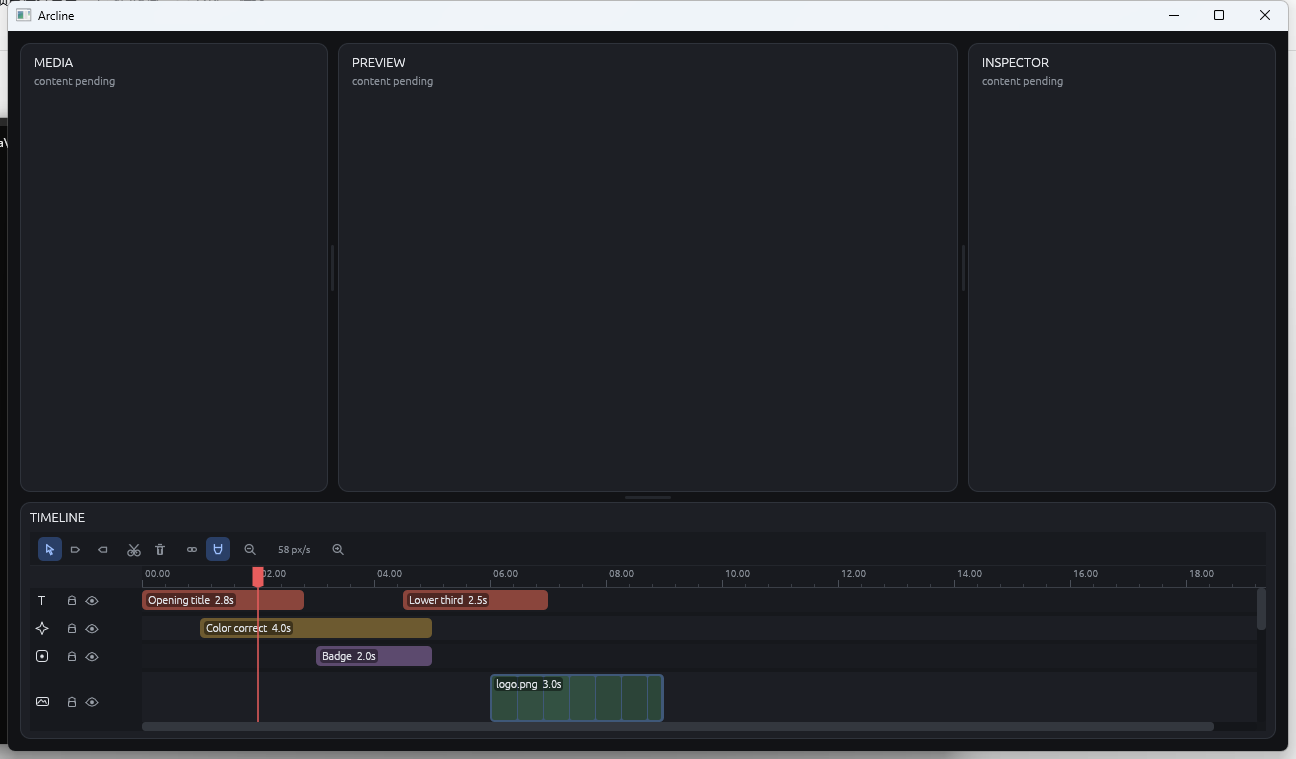 Arcline
MEDIA
content pending
PREVIEW
content pending
INSPECTOR
content pending
TIMELINE
58 px/s
00.00 02.00 04.00 06.00 08.00 10.00 12.00 14.00 16.00 18.00
T
Opening title 2.8s Lower third 2.5s
Color correct 4.0s
Badge 2.0s
logo.png 3.0s